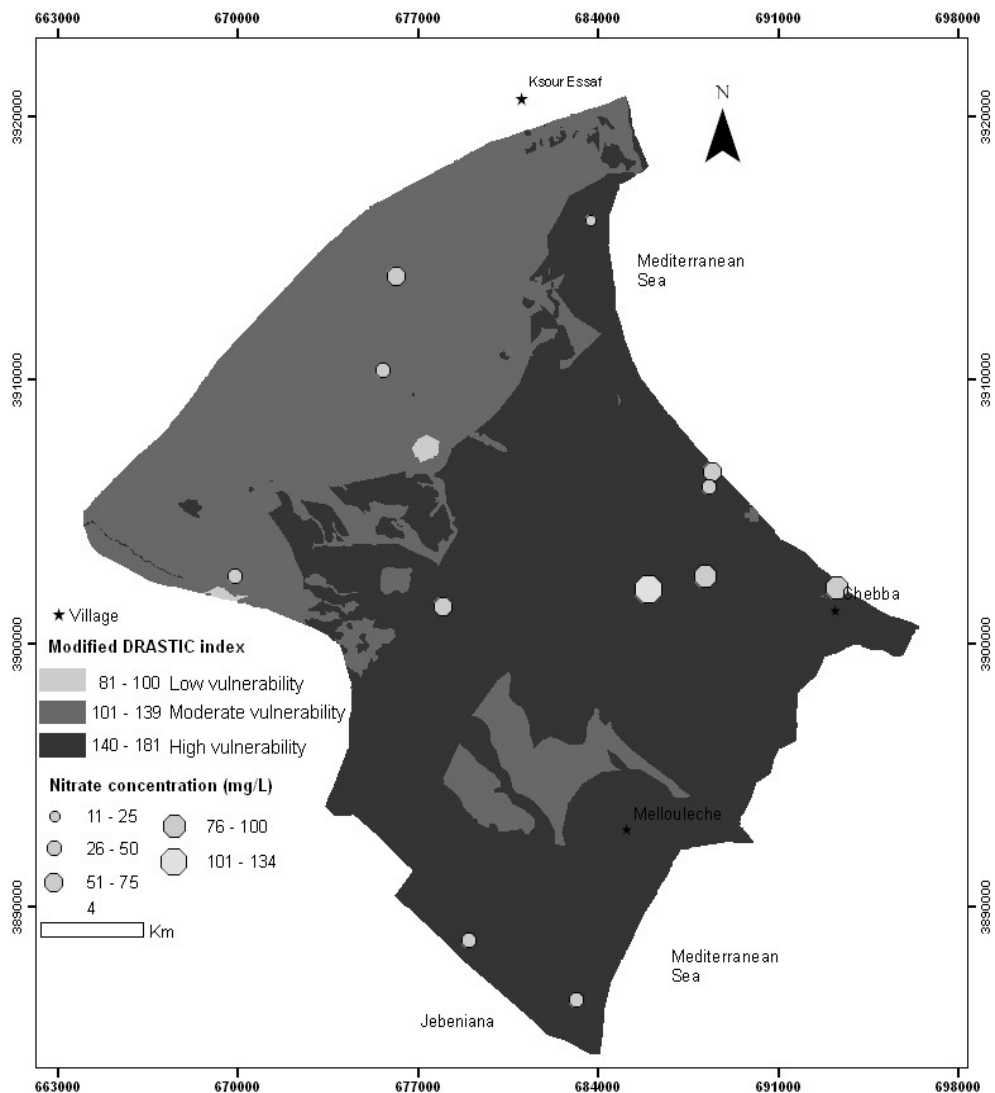 663000 670000 677000 684000 691000 698000
Ksour Essaf
N
3920000 3920000
Mediterranean
Sea
3910000 3910000
Chebba
Village
3900000 3900000
Modified DRASTIC index
81 - 100 Low vulnerability
101 - 139 Moderate vulnerability
140 - 181 High vulnerability
Nitrate concentration (mg/L)
11 - 25 76 - 100
26 - 50 101 - 134
51 - 75
Mellouleche
4
Km
3890000 3890000
Mediterranean
Sea
Jebeniana
663000 670000 677000 684000 691000 698000